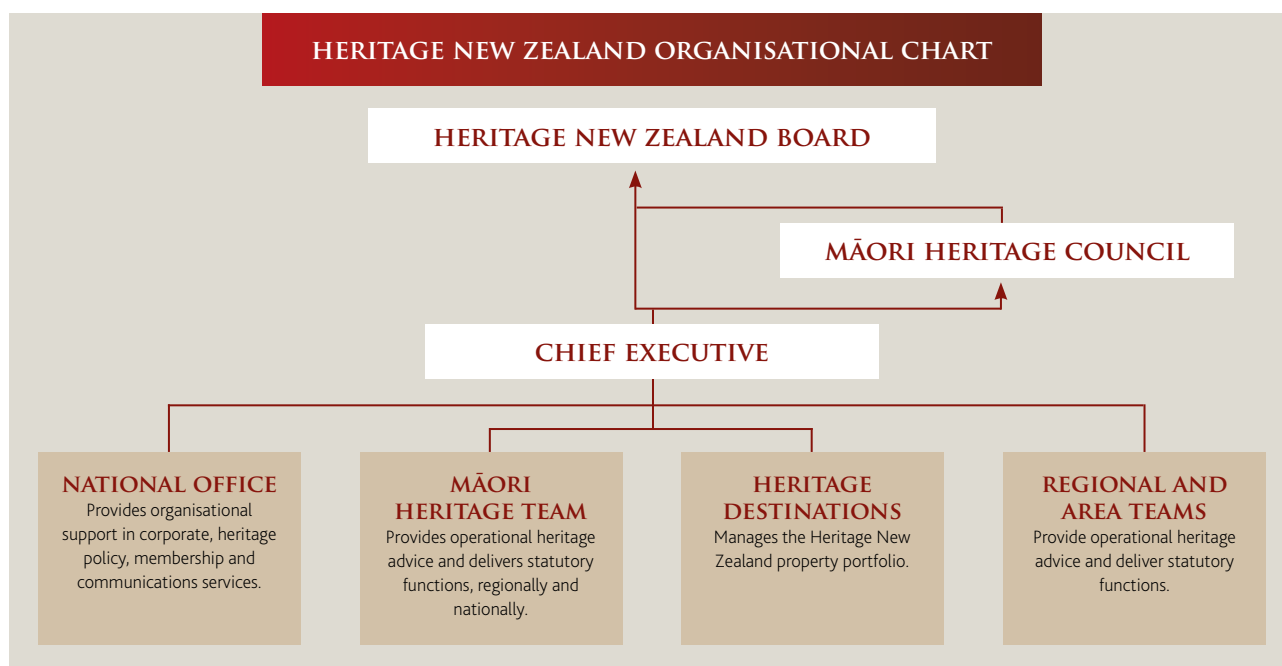 HERITAGE NEW ZEALAND ORGANISATIONAL CHART
HERITAGE NEW ZEALAND BOARD
MĀORI HERITAGE COUNCIL
CHIEF EXECUTIVE
NATIONAL OFFICE
Provides organisational
support in corporate, heritage
policy, membership and
communications services.
MĀORI
HERITAGE TEAM
Provides operational heritage
advice and delivers statutory
functions, regionally and
nationally.
HERITAGE
DESTINATIONS
Manages the Heritage New
Zealand property portfolio.
REGIONAL AND
AREA TEAMS
Provide operational heritage
advice and deliver statutory
functions.